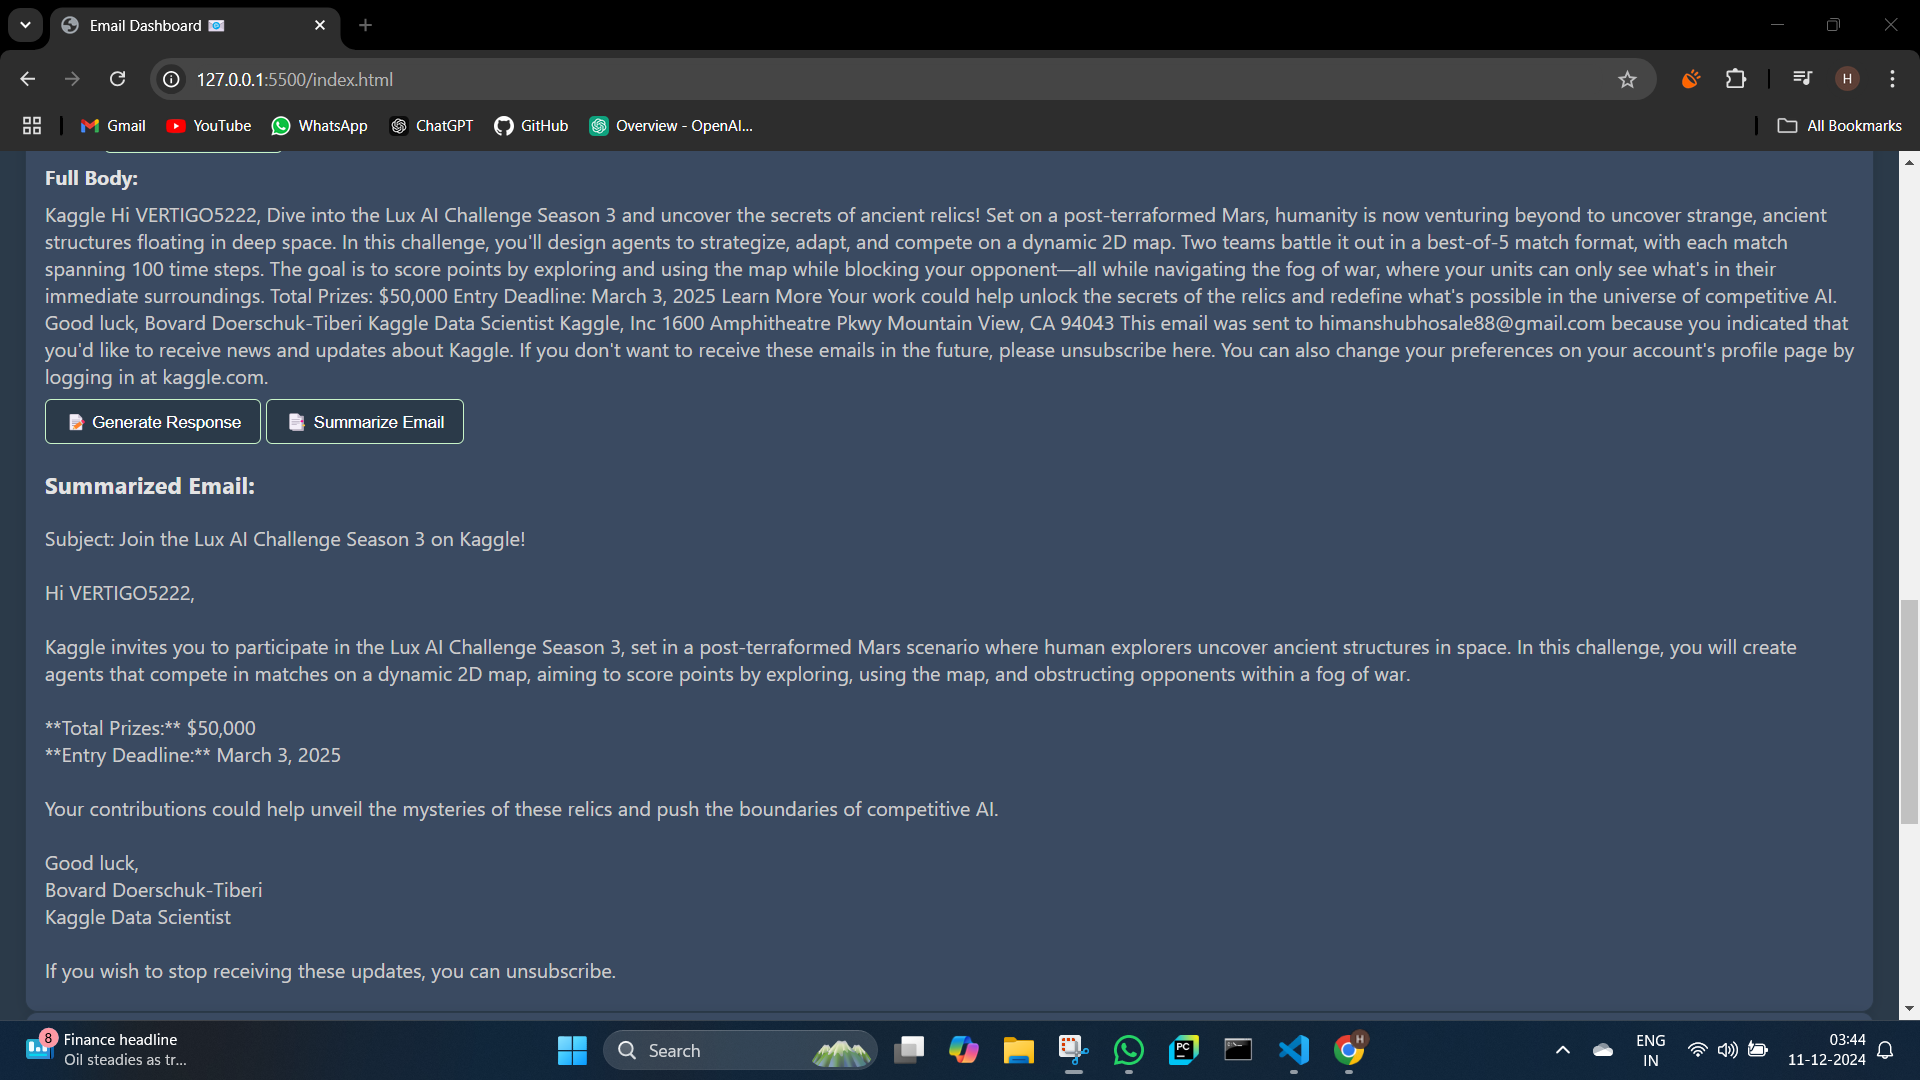 Email Dashboard
127.0.0.1:5500/index.html
H
Gmail
YouTube
WhatsApp
ChatGPT
GitHub
Overview - OpenAI...
All Bookmarks
Full Body:
Kaggle Hi VERTIGO5222, Dive into the Lux AI Challenge Season 3 and uncover the secrets of ancient relics! Set on a post-terraformed Mars, humanity is now venturing beyond to uncover strange, ancient
structures floating in deep space. In this challenge, you'll design agents to strategize, adapt, and compete on a dynamic 2D map. Two teams battle it out in a best-of-5 match format, with each match
spanning 100 time steps. The goal is to score points by exploring and using the map while blocking your opponent—all while navigating the fog of war, where your units can only see what's in their
immediate surroundings. Total Prizes: $50,000 Entry Deadline: March 3, 2025 Learn More Your work could help unlock the secrets of the relics and redefine what's possible in the universe of competitive AI.
Good luck, Bovard Doerschuk-Tiberi Kaggle Data Scientist Kaggle, Inc 1600 Amphitheatre Pkwy Mountain View, CA 94043 This email was sent to himanshubhosale88@gmail.com because you indicated that
you'd like to receive news and updates about Kaggle. If you don't want to receive these emails in the future, please unsubscribe here. You can also change your preferences on your account's profile page by
logging in at kaggle.com.
Generate Response
Summarize Email
Summarized Email:
Subject: Join the Lux AI Challenge Season 3 on Kaggle!
Hi VERTIGO5222,
Kaggle invites you to participate in the Lux AI Challenge Season 3, set in a post-terraformed Mars scenario where human explorers uncover ancient structures in space. In this challenge, you will create
agents that compete in matches on a dynamic 2D map, aiming to score points by exploring, using the map, and obstructing opponents within a fog of war.
**Total Prizes:** $50,000
**Entry Deadline:** March 3, 2025
Your contributions could help unveil the mysteries of these relics and push the boundaries of competitive AI.
Good luck,
Bovard Doerschuk-Tiberi
Kaggle Data Scientist
If you wish to stop receiving these updates, you can unsubscribe.
8
Finance headline
Oil steadies as tr...
Search
PC
H
ENG
IN
03:44
11-12-2024